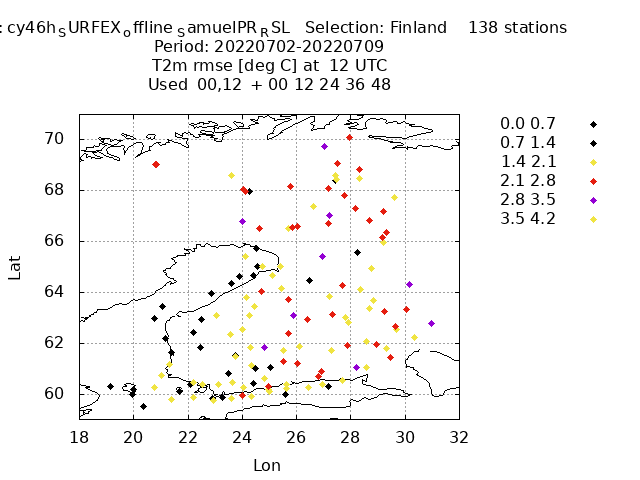 : cy46h_SURFEX_offline_SamuelPR_RSL Selection: Finland 138 stations
Period: 20220702-20220709
T2m rmse [deg C] at 12 UTC
Used 00,12 + 00 12 24 36 48
0.0 0.7
0.7 1.4
1.4 2.1
2.1 2.8
2.8 3.5
3.5 4.2
70
68
66
64
62
60
Lat
18 20 22 24 26 28 30 32
Lon